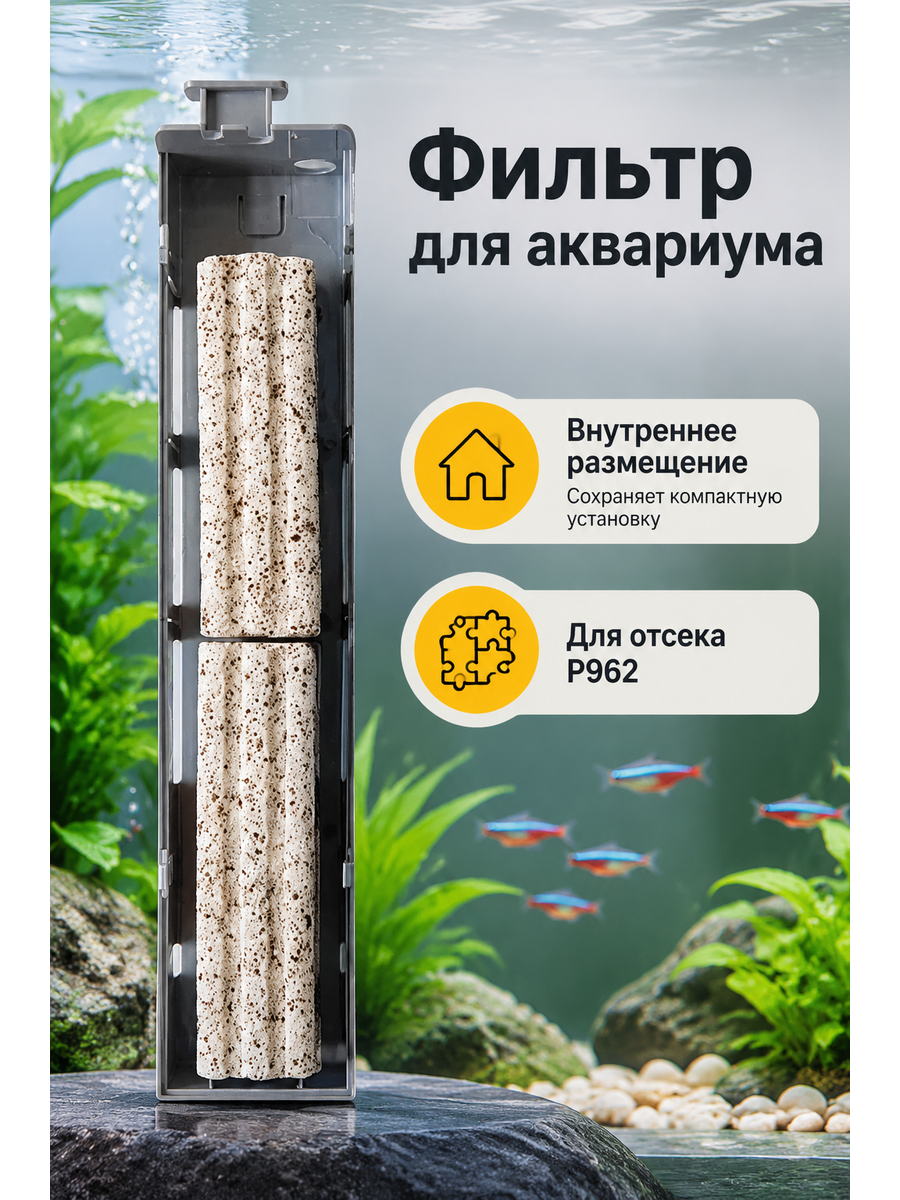 Фильтр
для аквариума
Внутреннее
размещение
Сохраняет компактную
установку
Для отсека
P962